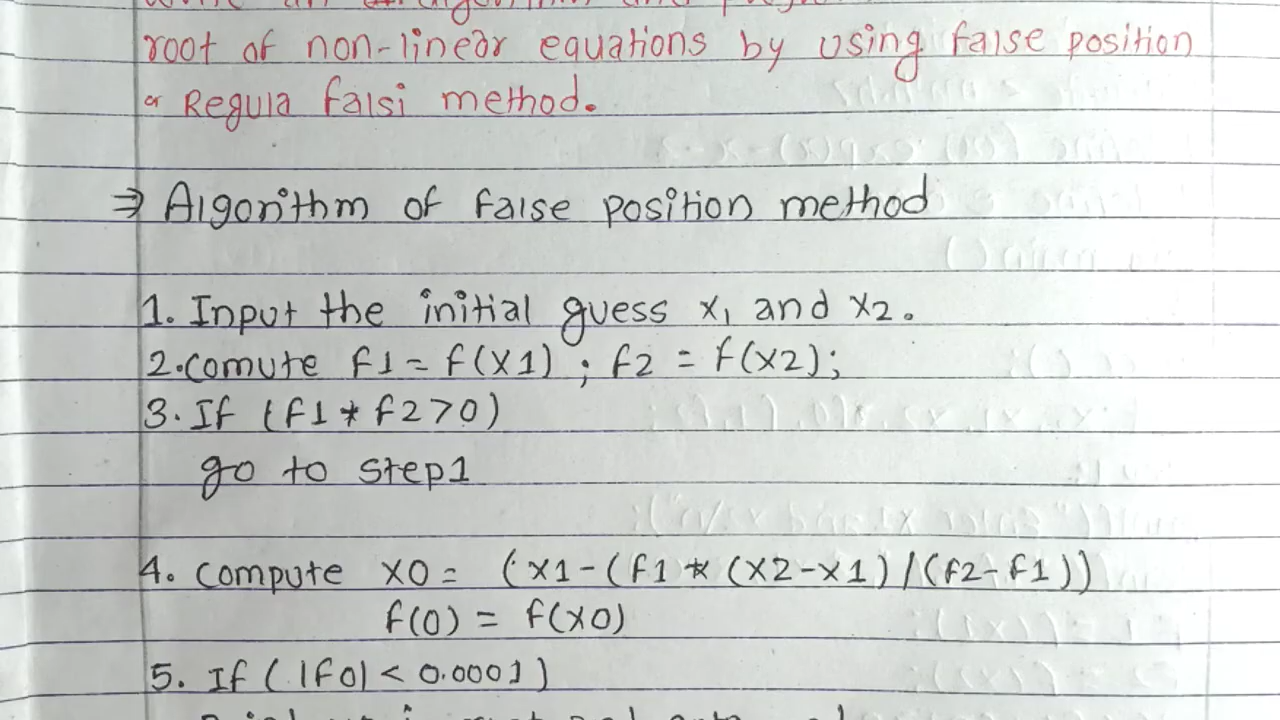 root of non-linear equations by using false position
or Regula falsi method.
⇒ Algorithm of false position method
1. Input the initial guess x1 and x2.
2. Comute f1 = f(x1) ; f2 = f(x2);
3. If (f1 * f2 > 0)
go to step1
4. compute x0 = (x1-(f1 * (x2-x1) / (f2-f1))
f(0) = f(x0)
5. If ( |f0| < 0.0001)